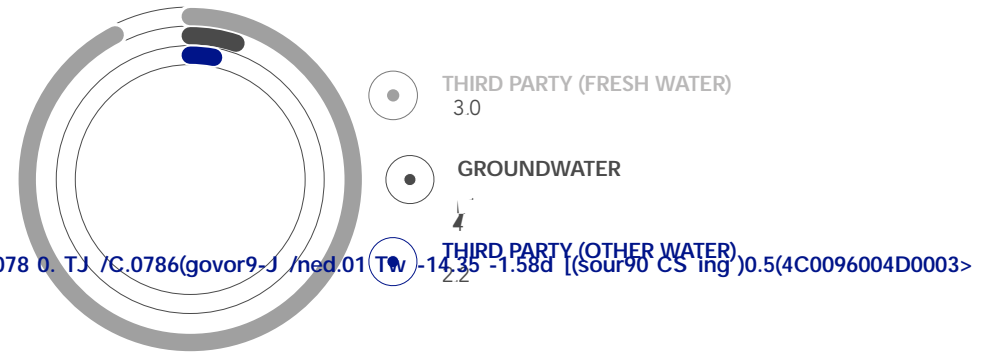 THIRD PARTY (FRESH WATER)
3.0
GROUNDWATER
THIRD PARTY (OTHER WATER)
078 0. TJ /C.0786(govor9-J /ned.01 Tw -14.35 -1.58d [(sour90 CS ing )0.5(4C0096004D0003>
2.2